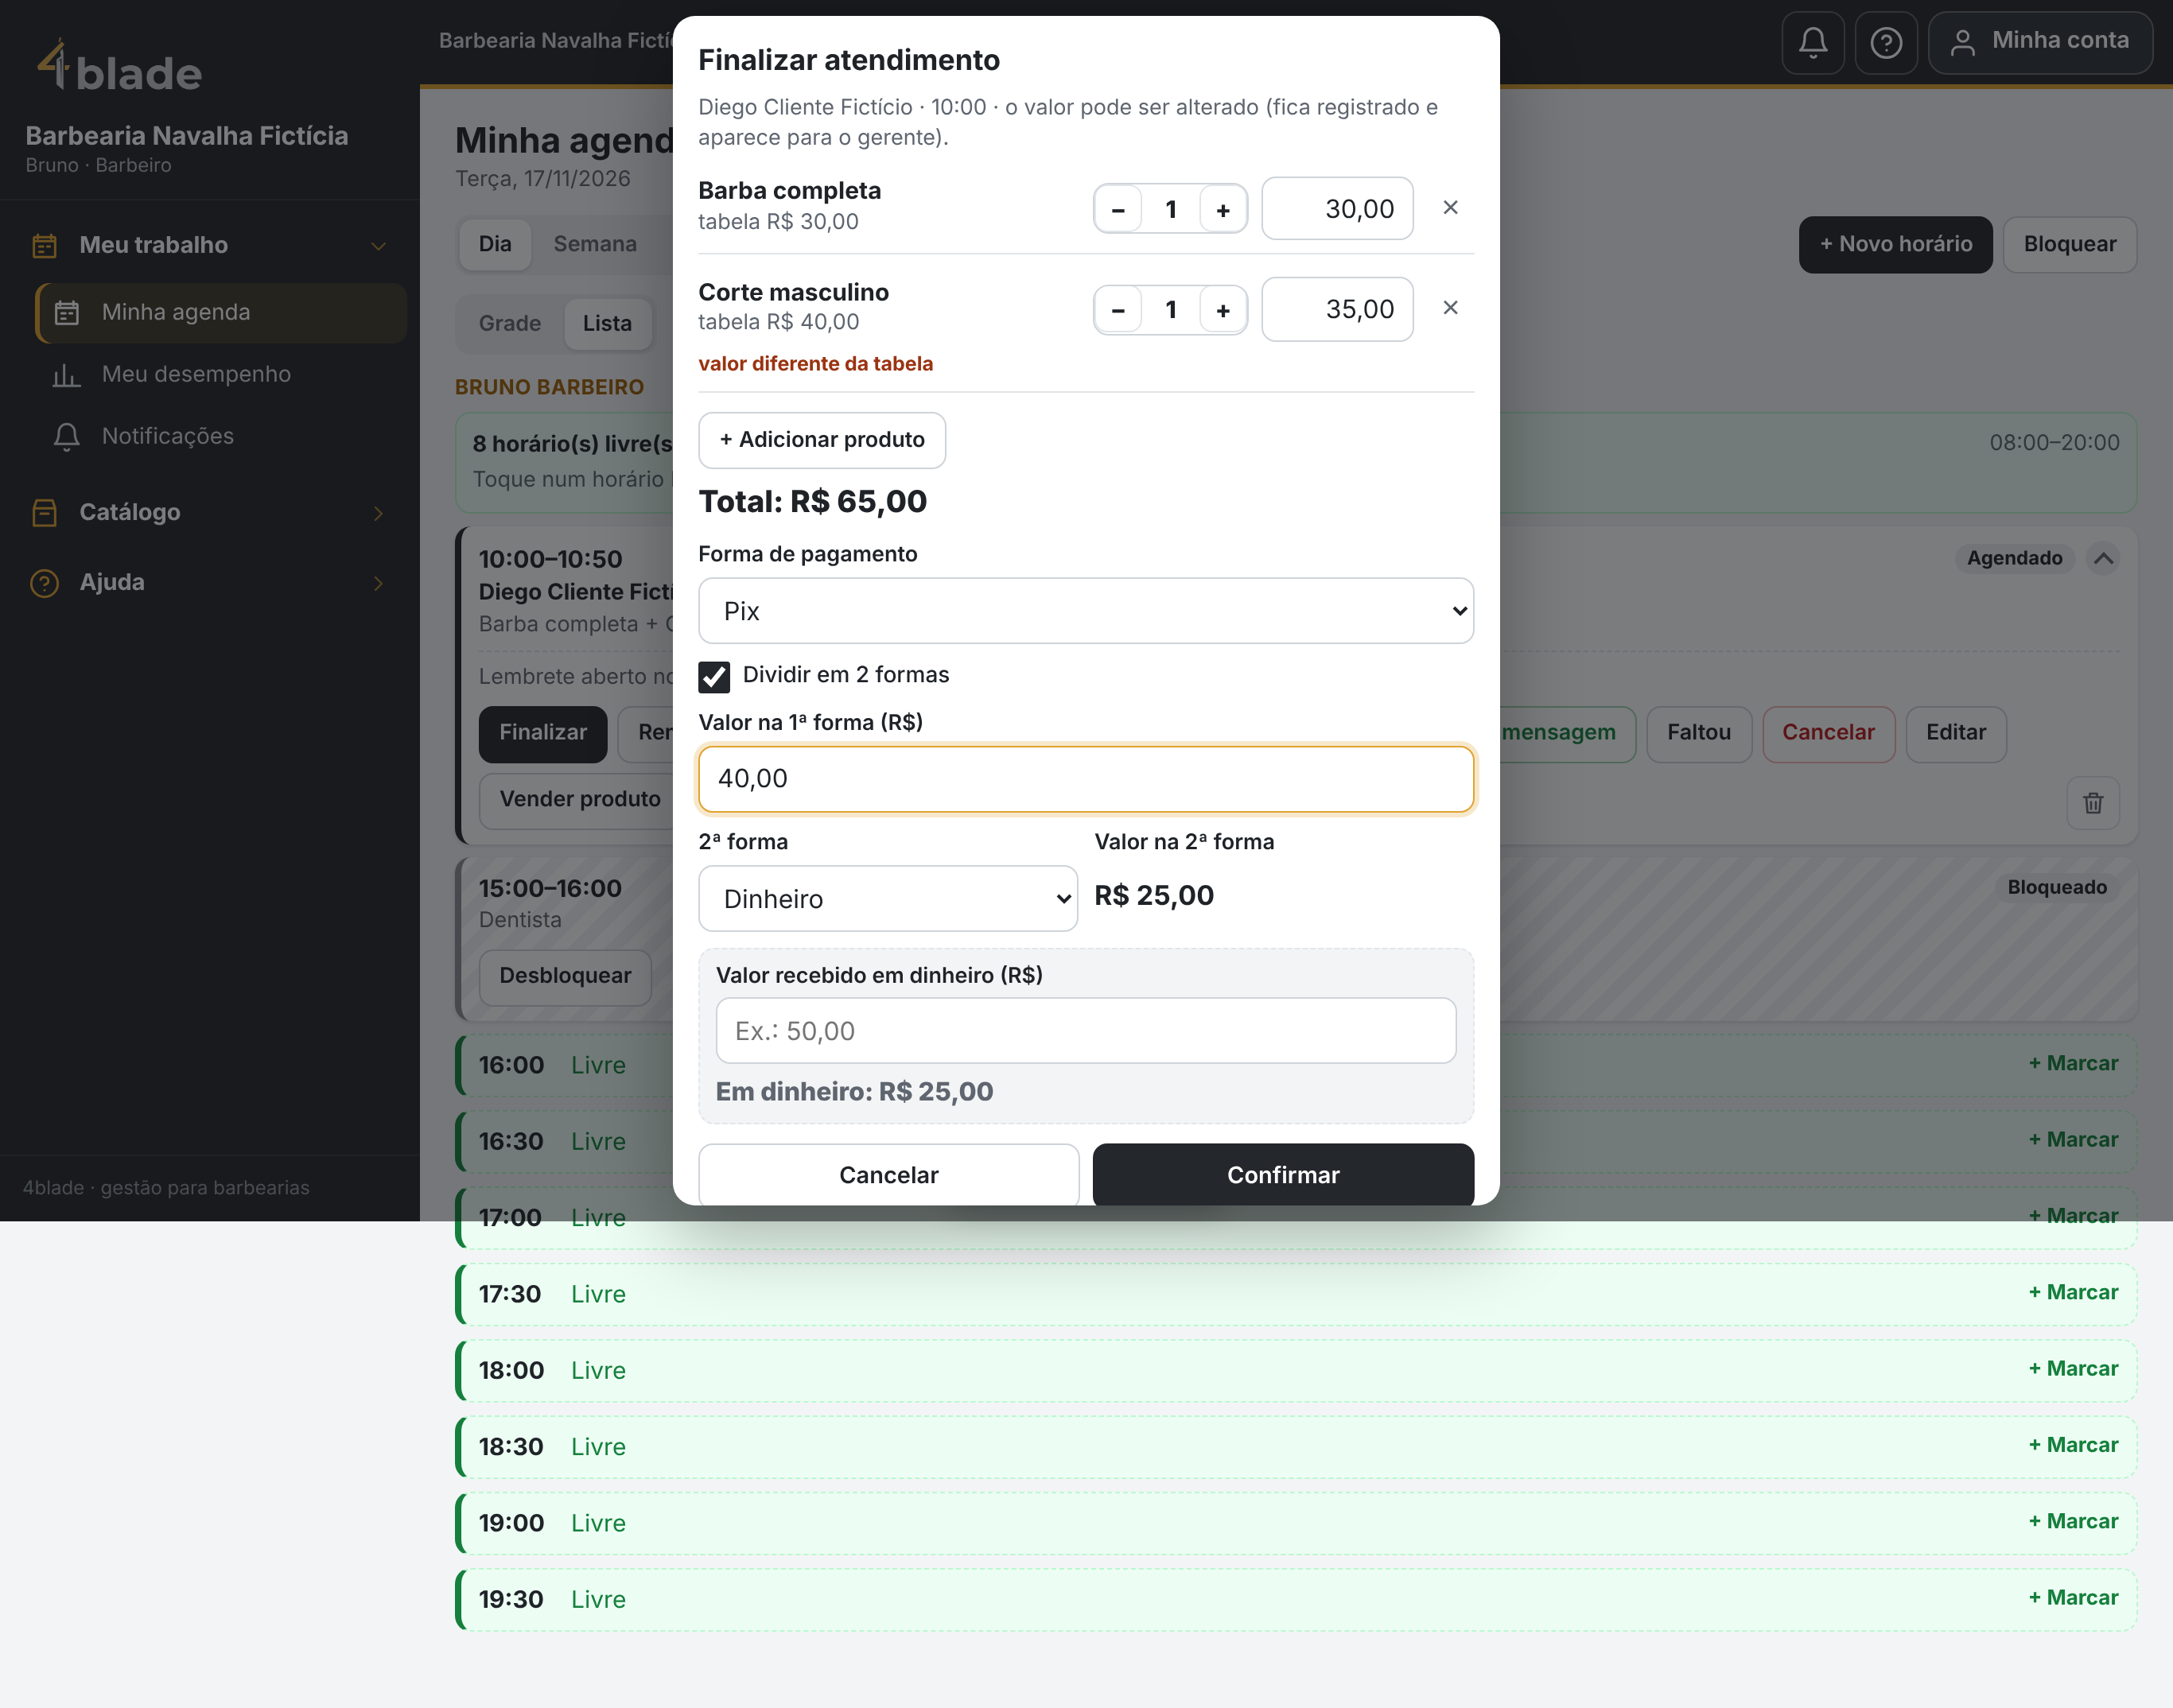 4blade
Barbearia Navalha Fictícia
Bruno · Barbeiro
Meu trabalho
Minha agenda
Meu desempenho
Notificações
Catálogo
Ajuda
4blade · gestão para barbearias
Barbearia Navalha Fictí
Minha conta
Minha agend
Terça, 17/11/2026
Dia
Semana
+ Novo horário
Bloquear
Grade
Lista
BRUNO BARBEIRO
8 horário(s) livre(s
08:00–20:00
Toque num horário
10:00–10:50
Agendado
Diego Cliente Fict
Barba completa +
Lembrete aberto no
Finalizar
Rer
mensagem
Faltou
Cancelar
Editar
Vender produto
15:00–16:00
Bloqueado
Dentista
Desbloquear
16:00 Livre + Marcar
16:30 Livre + Marcar
17:00 Livre + Marcar
17:30 Livre + Marcar
18:00 Livre + Marcar
18:30 Livre + Marcar
19:00 Livre + Marcar
19:30 Livre + Marcar
Finalizar atendimento
Diego Cliente Fictício · 10:00 · o valor pode ser alterado (fica registrado e
aparece para o gerente).
Barba completa
tabela R$ 30,00
− 1 + 30,00 ×
Corte masculino
tabela R$ 40,00
− 1 + 35,00 ×
valor diferente da tabela
+ Adicionar produto
Total: R$ 65,00
Forma de pagamento
Pix
Dividir em 2 formas
Valor na 1ª forma (R$)
40,00
2ª forma
Valor na 2ª forma
Dinheiro
R$ 25,00
Valor recebido em dinheiro (R$)
Ex.: 50,00
Em dinheiro: R$ 25,00
Cancelar
Confirmar